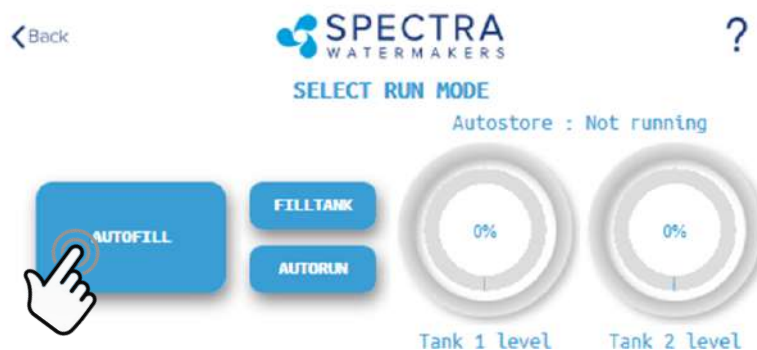 Back
SPECTRA
WATERMAKERS
?
SELECT RUN MODE
Autostore : Not running
AUTOFILL
FILLTANK
AUTORUN
0%
0%
Tank 1 level
Tank 2 level